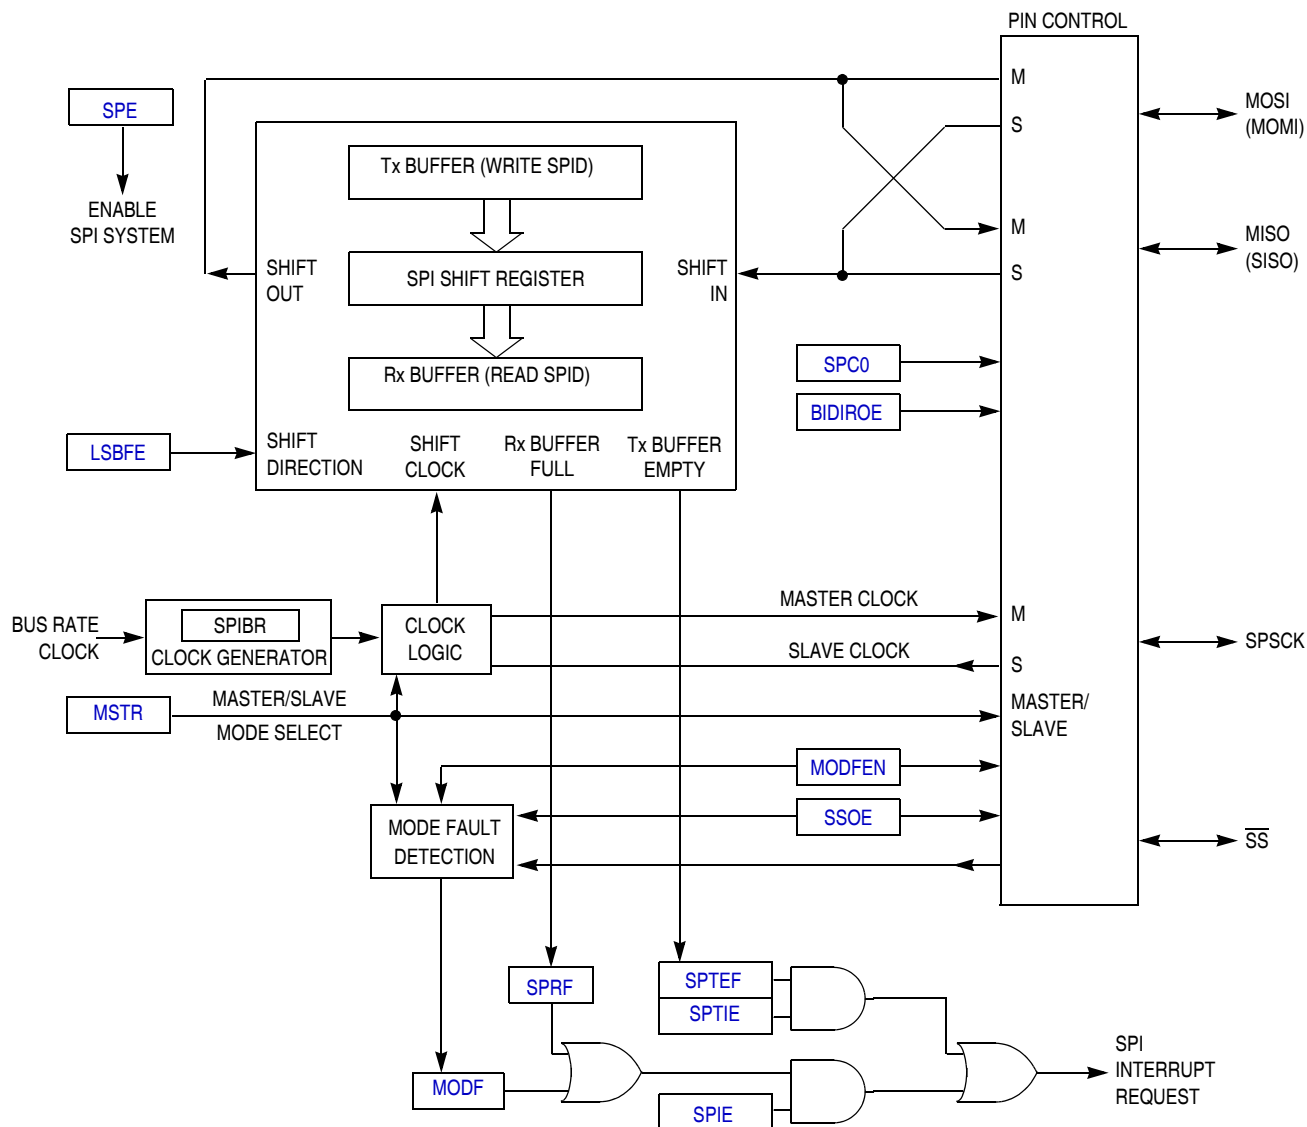 PIN CONTROL
M
MOSI
(MOMI)
S
SPE
ENABLE
SPI SYSTEM
Tx BUFFER (WRITE SPID)
M
MISO
(SISO)
SHIFT
OUT
SPI SHIFT REGISTER
SHIFT
IN
S
Rx BUFFER (READ SPID)
SPC0
BIDIROE
LSBFE
SHIFT
DIRECTION
SHIFT
CLOCK
Rx BUFFER
FULL
Tx BUFFER
EMPTY
BUS RATE
CLOCK
SPIBR
CLOCK GENERATOR
CLOCK
LOGIC
MASTER CLOCK
M
SLAVE CLOCK
S
SPSCK
MSTR
MASTER/SLAVE
MODE SELECT
MASTER/
SLAVE
MODFEN
SSOE
MODE FAULT
DETECTION
SS
SPRF
SPTEF
SPTIE
MODF
SPIE
SPI
INTERRUPT
REQUEST